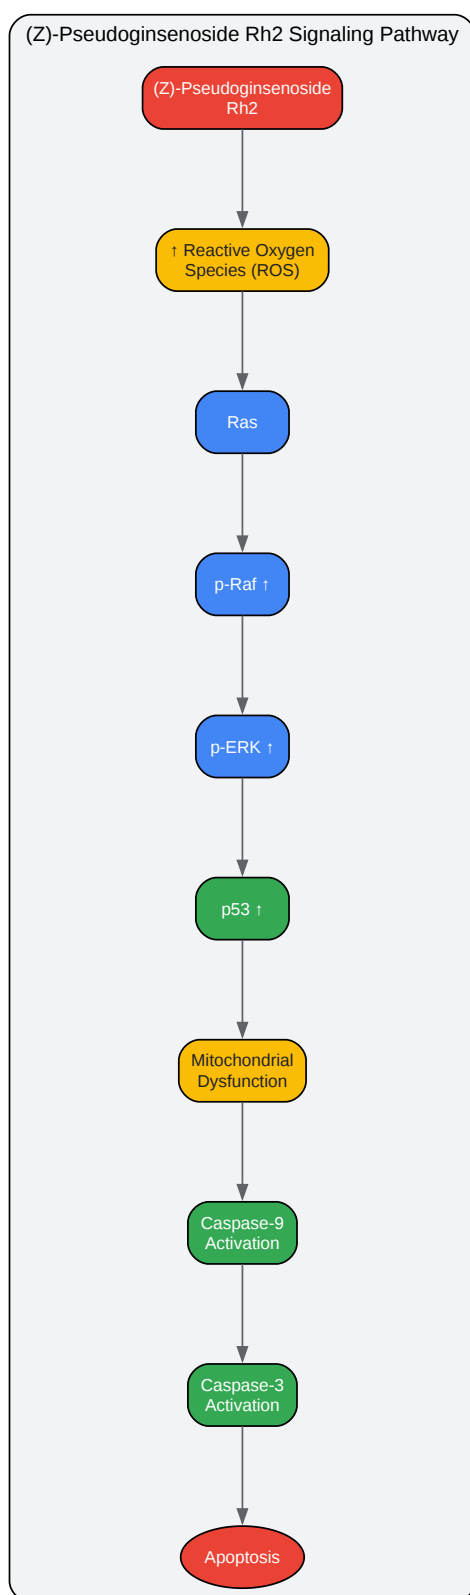 (Z)-Pseudoginsenoside Rh2 Signaling Pathway
(Z)-Pseudoginsenoside
Rh2
↑ Reactive Oxygen
Species (ROS)
Ras
p-Raf ↑
p-ERK ↑
p53 ↑
Mitochondrial
Dysfunction
Caspase-9
Activation
Caspase-3
Activation
Apoptosis